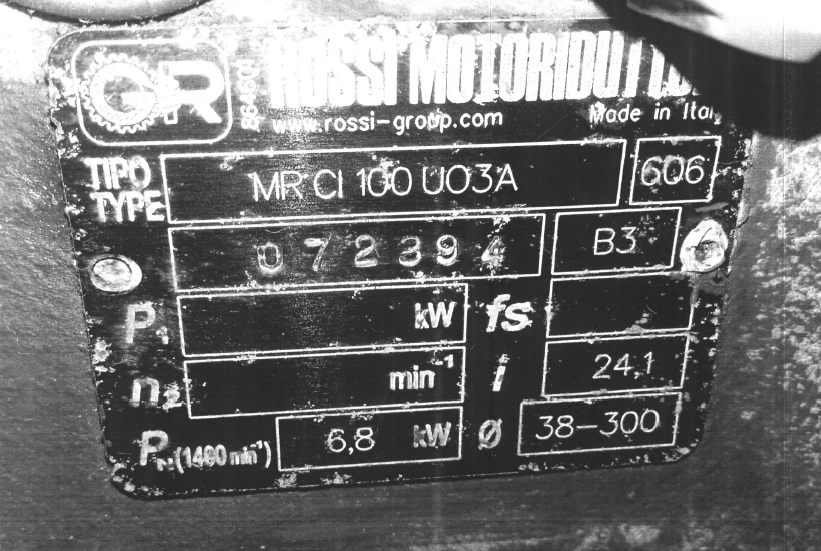 GR ROSSI MOTORIDUTTORI
www.rossi-group.com Made in Ital
TIPO
TYPE MR CI 100 UO3A 606
072394 B3
P1 kW fs
n2 min-1 i 24,1
PN (1400 min-1) 6,8 kW Ø 38-300